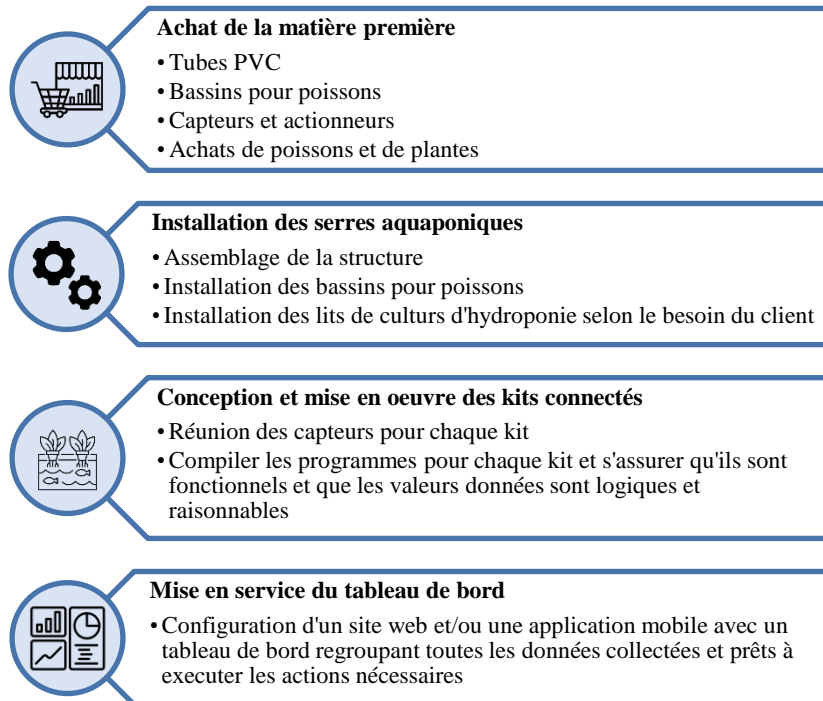 Achat de la matière première
• Tubes PVC
• Bassins pour poissons
• Capteurs et actionneurs
• Achats de poissons et de plantes
Installation des serres aquaponiques
• Assemblage de la structure
• Installation des bassins pour poissons
• Installation des lits de culturs d'hydroponie selon le besoin du client
Conception et mise en oeuvre des kits connectés
• Réunion des capteurs pour chaque kit
• Compiler les programmes pour chaque kit et s'assurer qu'ils sont
fonctionnels et que les valeurs données sont logiques et
raisonnables
Mise en service du tableau de bord
• Configuration d'un site web et/ou une application mobile avec un
tableau de bord regroupant toutes les données collectées et prêts à
executer les actions nécessaires